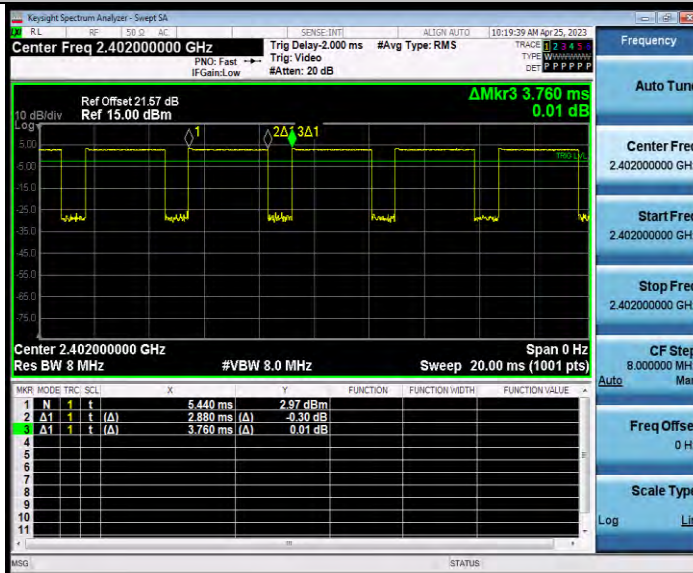 Keysight Spectrum Analyzer - Swept SA
LXI RL RF 50 Ω AC SENSE:INT ALIGN AUTO 10:19:39 AM Apr 25, 2023
Center Freq 2.402000000 GHz
PNO: Fast
IFGain:Low
Trig Delay-2.000 ms
Trig: Video
#Atten: 20 dB
#Avg Type: RMS
TRACE 1 2 3 4 5 6
TYPE WWWWWW
DET P P P P P P
ΔMkr3 3.760 ms
0.01 dB
Ref Offset 21.57 dB
10 dB/div Ref 15.00 dBm
Log
1 2Δ1 3Δ1
5.00
TRIG LVL
-5.00
-15.0
-25.0
-35.0
-45.0
-55.0
-65.0
-75.0
Center 2.402000000 GHz Span 0 Hz
Res BW 8 MHz #VBW 8.0 MHz Sweep 20.00 ms (1001 pts)
MKR MODE TRC SCL X Y FUNCTION FUNCTION WIDTH FUNCTION VALUE
1 N 1 t 5.440 ms 2.97 dBm
2 Δ1 1 t (Δ) 2.880 ms (Δ) -0.30 dB
3 Δ1 1 t (Δ) 3.760 ms (Δ) 0.01 dB
4
5
6
7
8
9
10
11
MSG STATUS
Frequency
Auto Tune
Center Freq
2.402000000 GH
Start Freq
2.402000000 GH
Stop Freq
2.402000000 GH
CF Step
8.000000 MH
Auto Man
Freq Offse
0 H
Scale Type
Log Lin